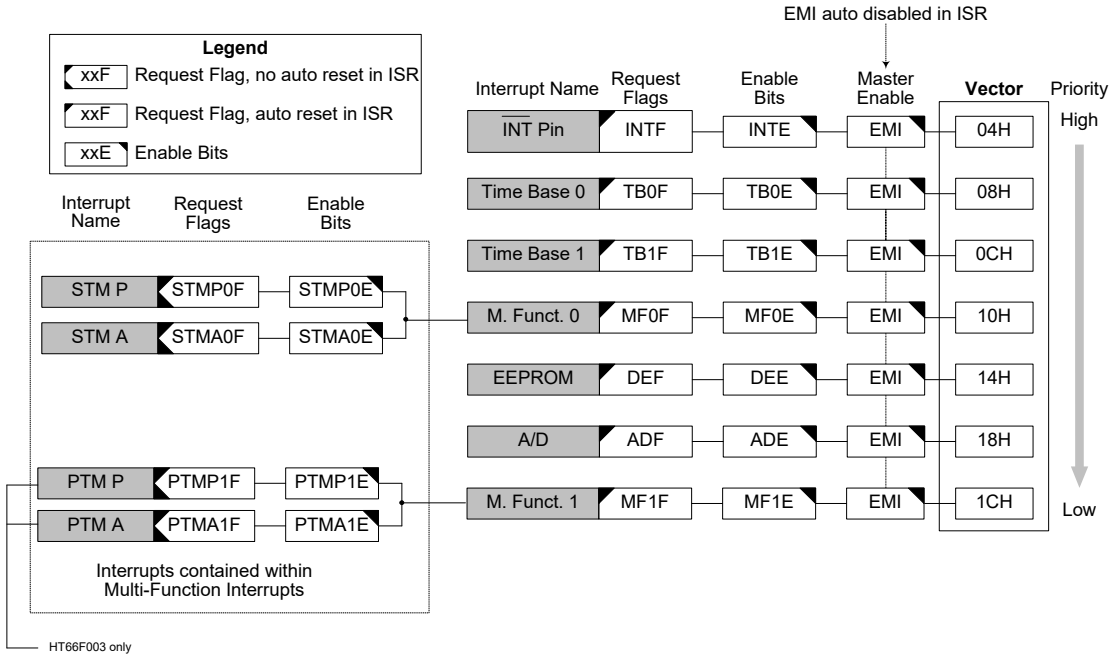 EMI auto disabled in ISR
Legend
xxF Request Flag, no auto reset in ISR
xxF Request Flag, auto reset in ISR
xxE Enable Bits
Interrupt Name
Request Flags
Enable Bits
Master Enable
Vector
Priority
High
INT Pin INTF INTE EMI 04H
Time Base 0 TB0F TB0E EMI 08H
Time Base 1 TB1F TB1E EMI 0CH
M. Funct. 0 MF0F MF0E EMI 10H
EEPROM DEF DEE EMI 14H
A/D ADF ADE EMI 18H
M. Funct. 1 MF1F MF1E EMI 1CH
Low
Interrupt Name
Request Flags
Enable Bits
STM P STMP0F STMP0E
STM A STMA0F STMA0E
PTM P PTMP1F PTMP1E
PTM A PTMA1F PTMA1E
Interrupts contained within
Multi-Function Interrupts
HT66F003 only